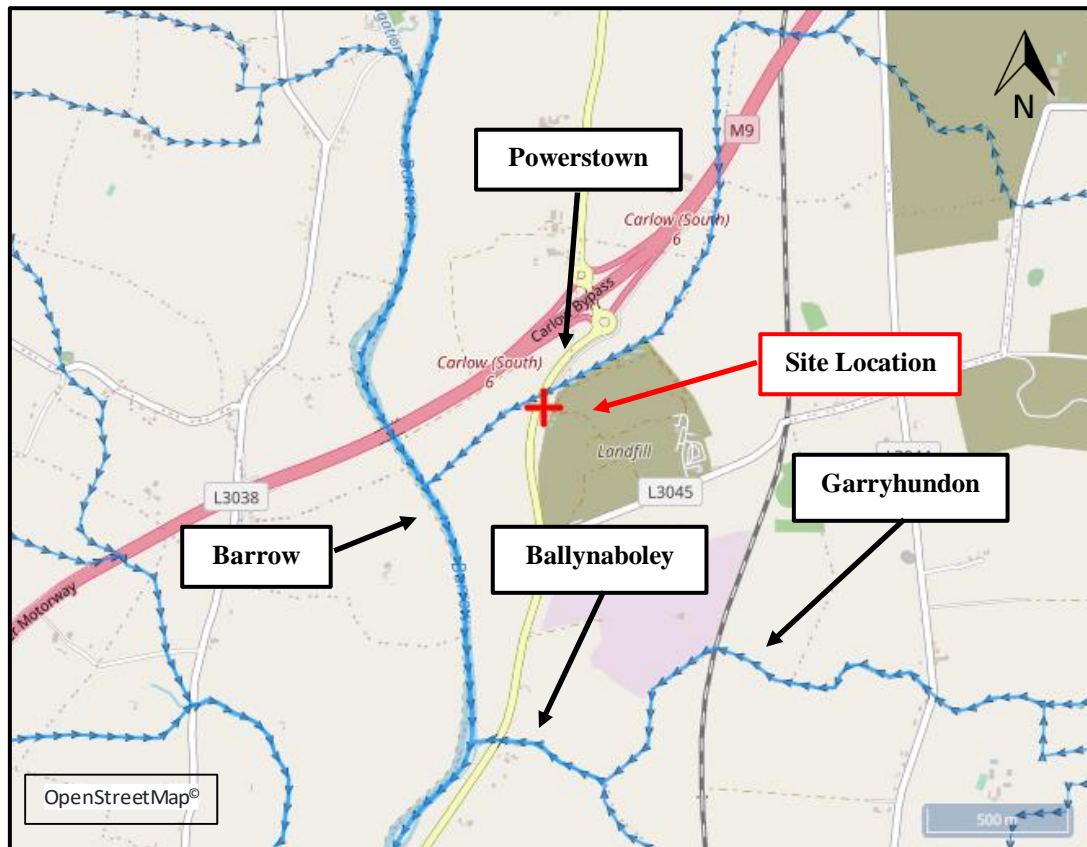 N
M9
Powerstown
Barrow
Carlow (South)
6
Carlow Bypass
Carlow (South)
6
Site Location
Landfill
L3038
L3045
Garryhundon
Barrow
Ballynaboley
Barrow
Motorway
OpenStreetMap©
500 m